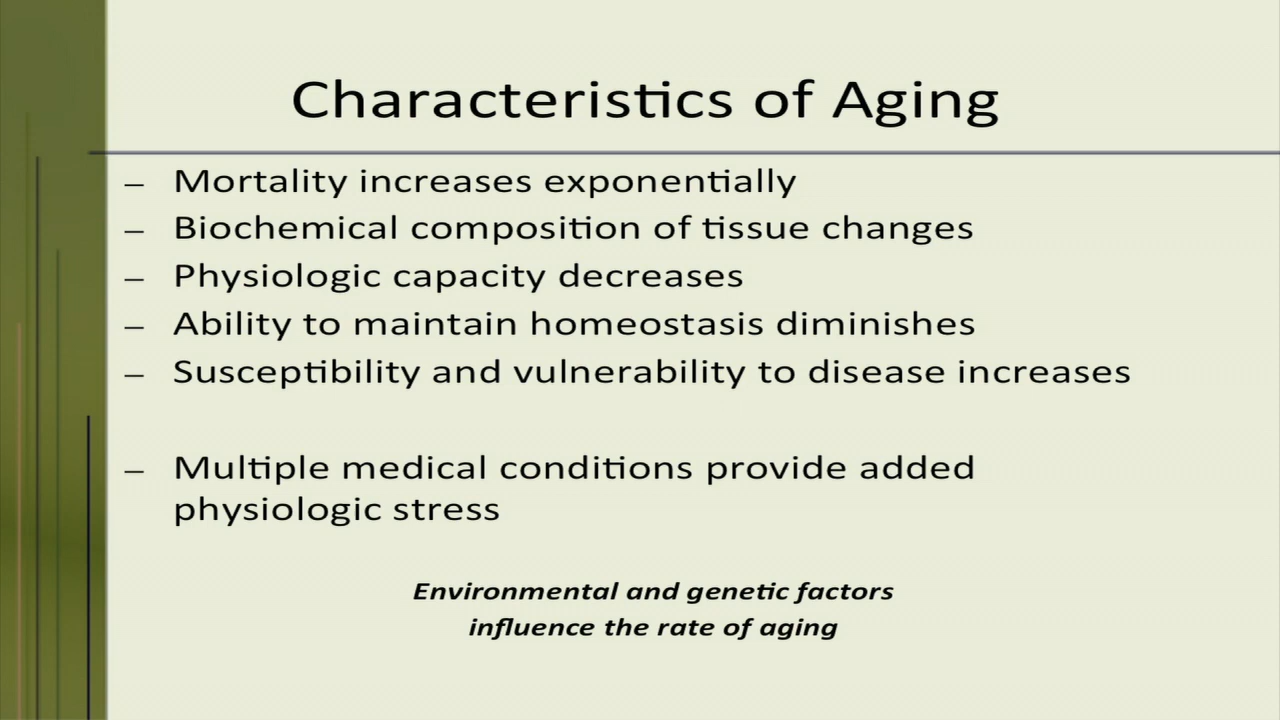 Characteristics of Aging
– Mortality increases exponentially
– Biochemical composition of tissue changes
– Physiologic capacity decreases
– Ability to maintain homeostasis diminishes
– Susceptibility and vulnerability to disease increases
– Multiple medical conditions provide added
physiologic stress
Environmental and genetic factors
influence the rate of aging